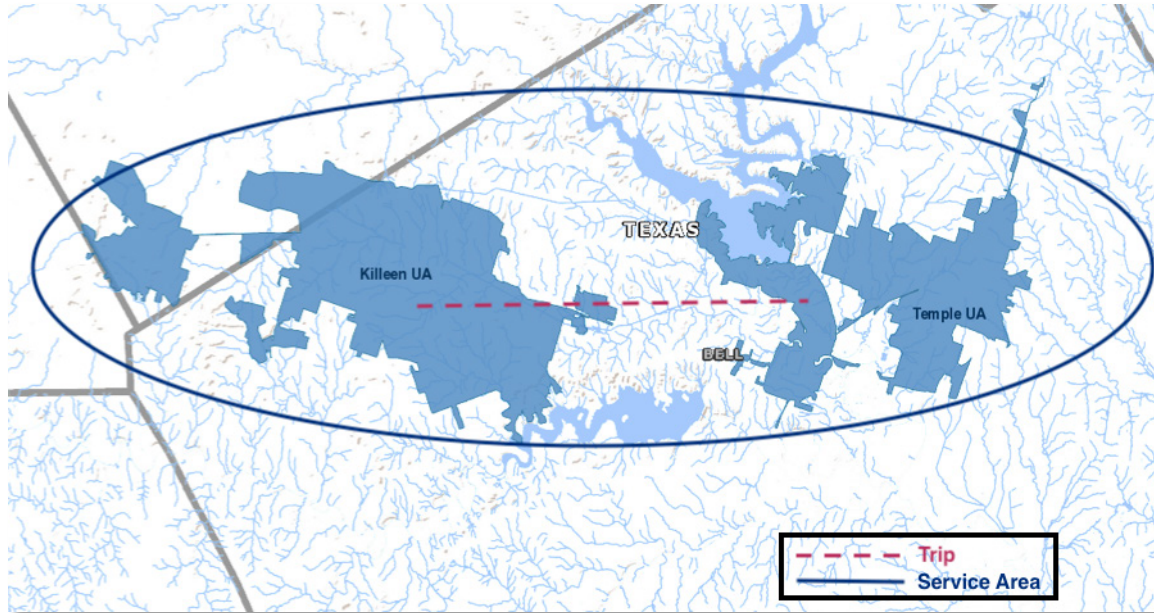 TEXAS
Killeen UA
Temple UA
BELL
Trip
Service Area